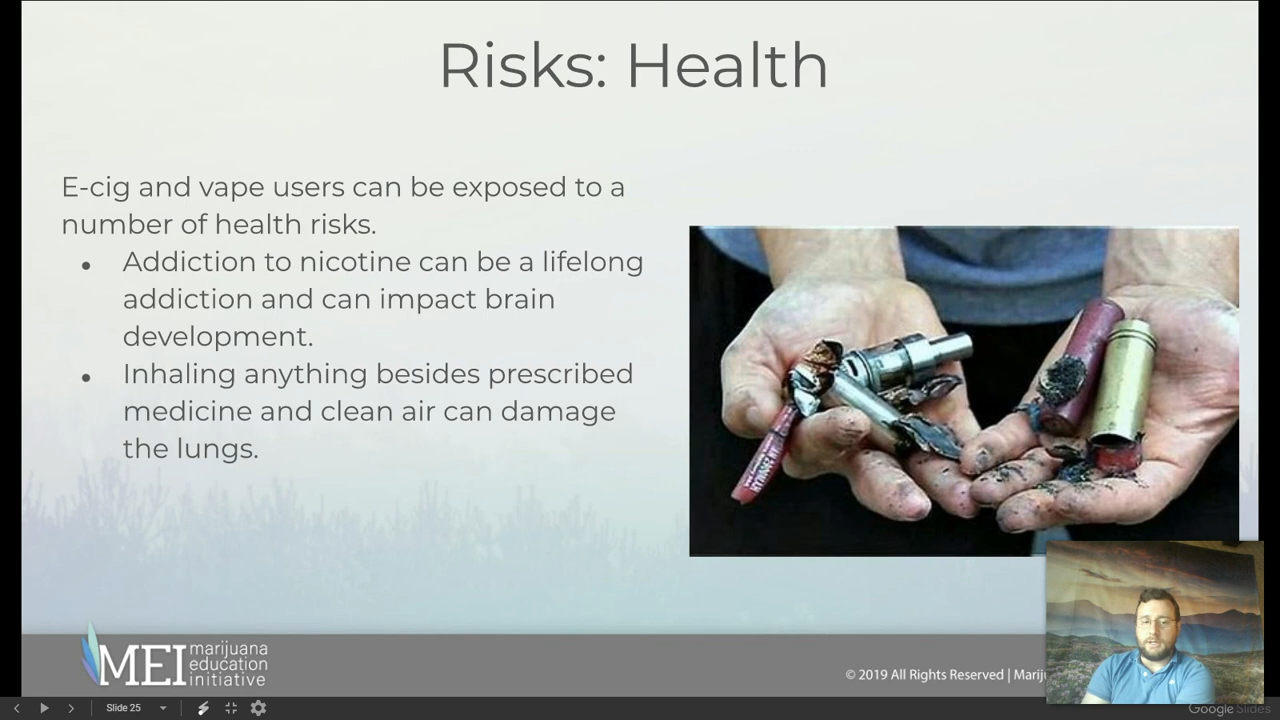 Risks: Health
E-cig and vape users can be exposed to a
number of health risks.
● Addiction to nicotine can be a lifelong
addiction and can impact brain
development.
● Inhaling anything besides prescribed
medicine and clean air can damage
the lungs.
MEI marijuana
education
initiative
© 2019 All Rights Reserved |
Slide 25
Google Slides